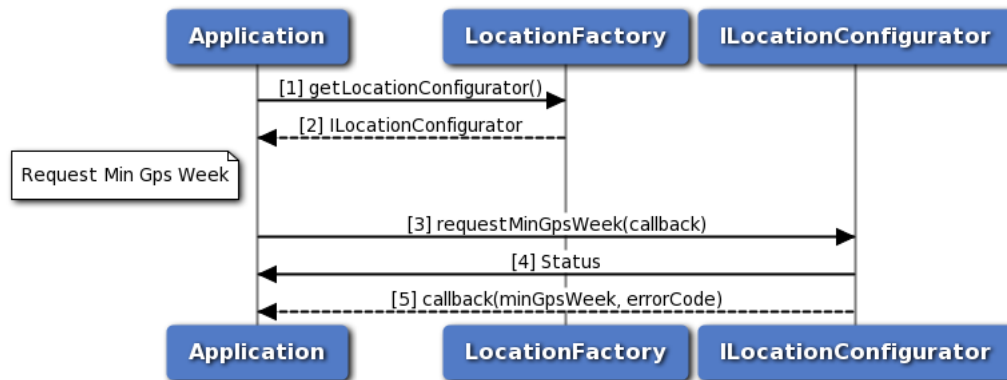 Application
LocationFactory
ILocationConfigurator
[1] getLocationConfigurator()
[2] ILocationConfigurator
Request Min Gps Week
[3] requestMinGpsWeek(callback)
[4] Status
[5] callback(minGpsWeek, errorCode)
Application
LocationFactory
ILocationConfigurator